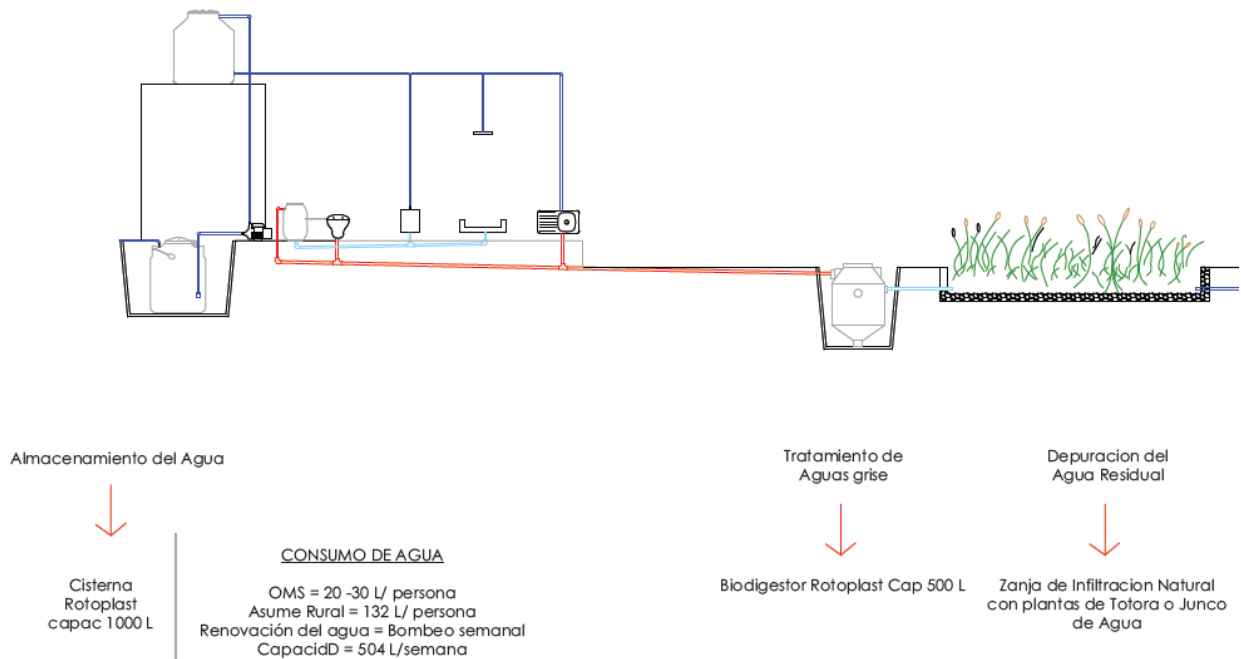 Almacenamiento del Agua
Cisterna
Rotoplast
capac 1000 L
CONSUMO DE AGUA
OMS = 20 -30 L/ persona
Asume Rural = 132 L/ persona
Renovación del agua = Bombeo semanal
CapacidD = 504 L/semana
Tratamiento de
Aguas grise
Biodigestor Rotoplast Cap 500 L
Depuracion del
Agua Residual
Zanja de Infiltracion Natural
con plantas de Totora o Junco
de Agua